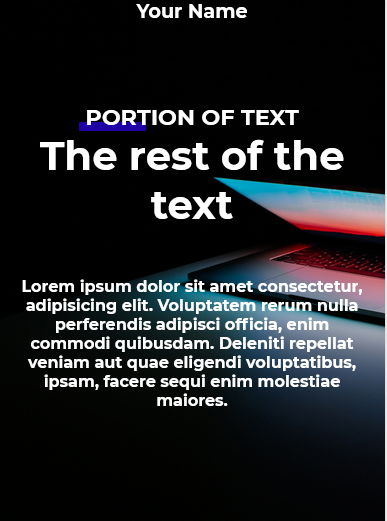 Your Name
PORTION OF TEXT
The rest of the
text
Lorem ipsum dolor sit amet consectetur,
adipisicing elit. Voluptatem rerum nulla
perferendis adipisci officia, enim
commodi quibusdam. Deleniti repellat
veniam aut quae eligendi voluptatibus,
ipsam, facere sequi enim molestiae
maiores.